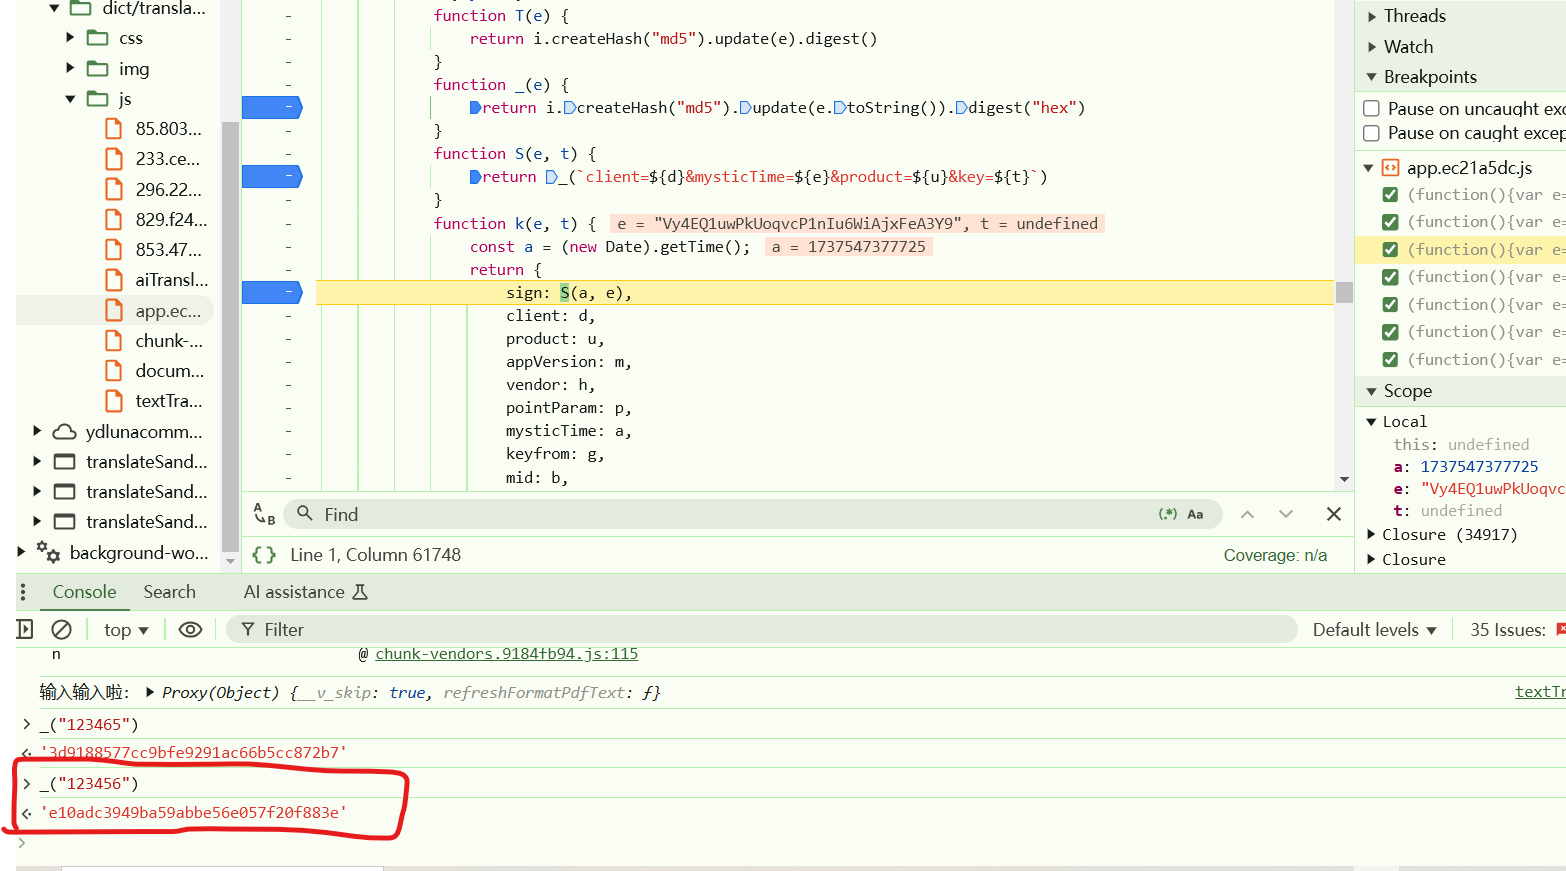 dict/transla...
css
img
js
85.803...
233.ce...
296.22...
829.f24...
853.47...
aiTransl...
app.ec...
chunk-...
docum...
textTra...
ydlunacomm...
translateSand...
translateSand...
translateSand...
background-wo...
function T(e) {
return i.createHash("md5").update(e).digest()
}
function _(e) {
return i.createHash("md5").update(e.toString()).digest("hex")
}
function S(e, t) {
return _(`client=${d}&mysticTime=${e}&product=${u}&key=${t}`)
}
function k(e, t) { e = "Vy4EQ1uwPkUoqvcP1nIu6WiAjxFeA3Y9", t = undefined
const a = (new Date).getTime(); a = 1737547377725
return {
sign: S(a, e),
client: d,
product: u,
appVersion: m,
vendor: h,
pointParam: p,
mysticTime: a,
keyfrom: g,
mid: b,
A B Find (.*) Aa
{} Line 1, Column 61748 Coverage: n/a
Threads
Watch
Breakpoints
Pause on uncaught exc
Pause on caught excep
app.ec21a5dc.js
(function(){var e=
(function(){var e=
(function(){var e=
(function(){var e=
(function(){var e=
(function(){var e=
(function(){var e=
Scope
Local
this: undefined
a: 1737547377725
e: "Vy4EQ1uwPkUoqvc
t: undefined
Closure (34917)
Closure
Console Search AI assistance
top Filter Default levels 35 Issues:
n @ chunk-vendors.9184fb94.js:115
输入输入啦: Proxy(Object) {__v_skip: true, refreshFormatPdfText: ƒ} textTr
> _("123465")
'3d9188577cc9bfe9291ac66b5cc872b7'
> _("123456")
'e10adc3949ba59abbe56e057f20f883e'
>